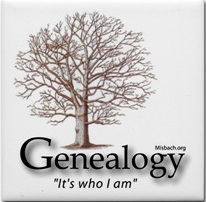 Misbach.org
Genealogy
"It's who I am"